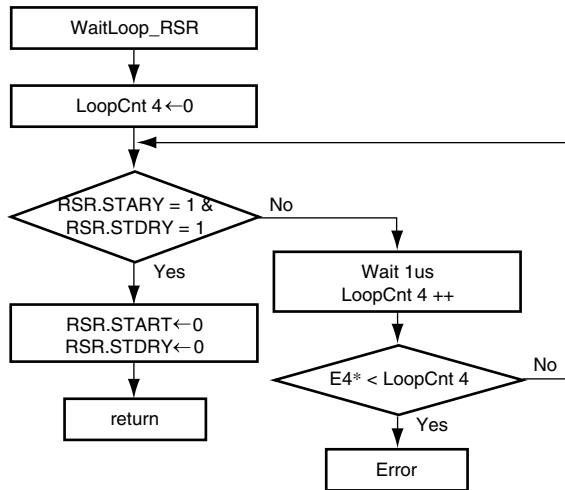 WaitLoop_RSR
LoopCnt 4←0
RSR.STARY = 1 &
RSR.STDRY = 1
No
Yes
Wait 1us
LoopCnt 4 ++
RSR.START←0
RSR.STDRY←0
E4* < LoopCnt 4
No
Yes
return
Error